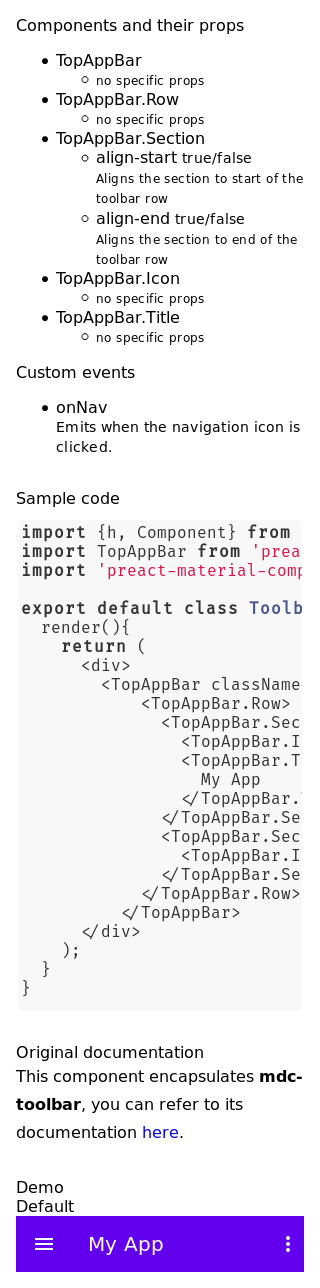 Components and their props
TopAppBar
no specific props
TopAppBar.Row
no specific props
TopAppBar.Section
align-start true/false
Aligns the section to start of the
toolbar row
align-end true/false
Aligns the section to end of the
toolbar row
TopAppBar.Icon
no specific props
TopAppBar.Title
no specific props
Custom events
onNav
Emits when the navigation icon is
clicked.
Sample code
import {h, Component} from
import TopAppBar from 'prea
import 'preact-material-comp
export default class Toolb
render(){
return (
<div>
<TopAppBar className
<TopAppBar.Row>
<TopAppBar.Sec
<TopAppBar.I
<TopAppBar.T
My App
</TopAppBar.
</TopAppBar.Se
<TopAppBar.Sec
<TopAppBar.I
</TopAppBar.Se
</TopAppBar.Row>
</TopAppBar>
</div>
);
}
}
Original documentation
This component encapsulates mdc-
toolbar, you can refer to its
documentation here.
Demo
Default
My App